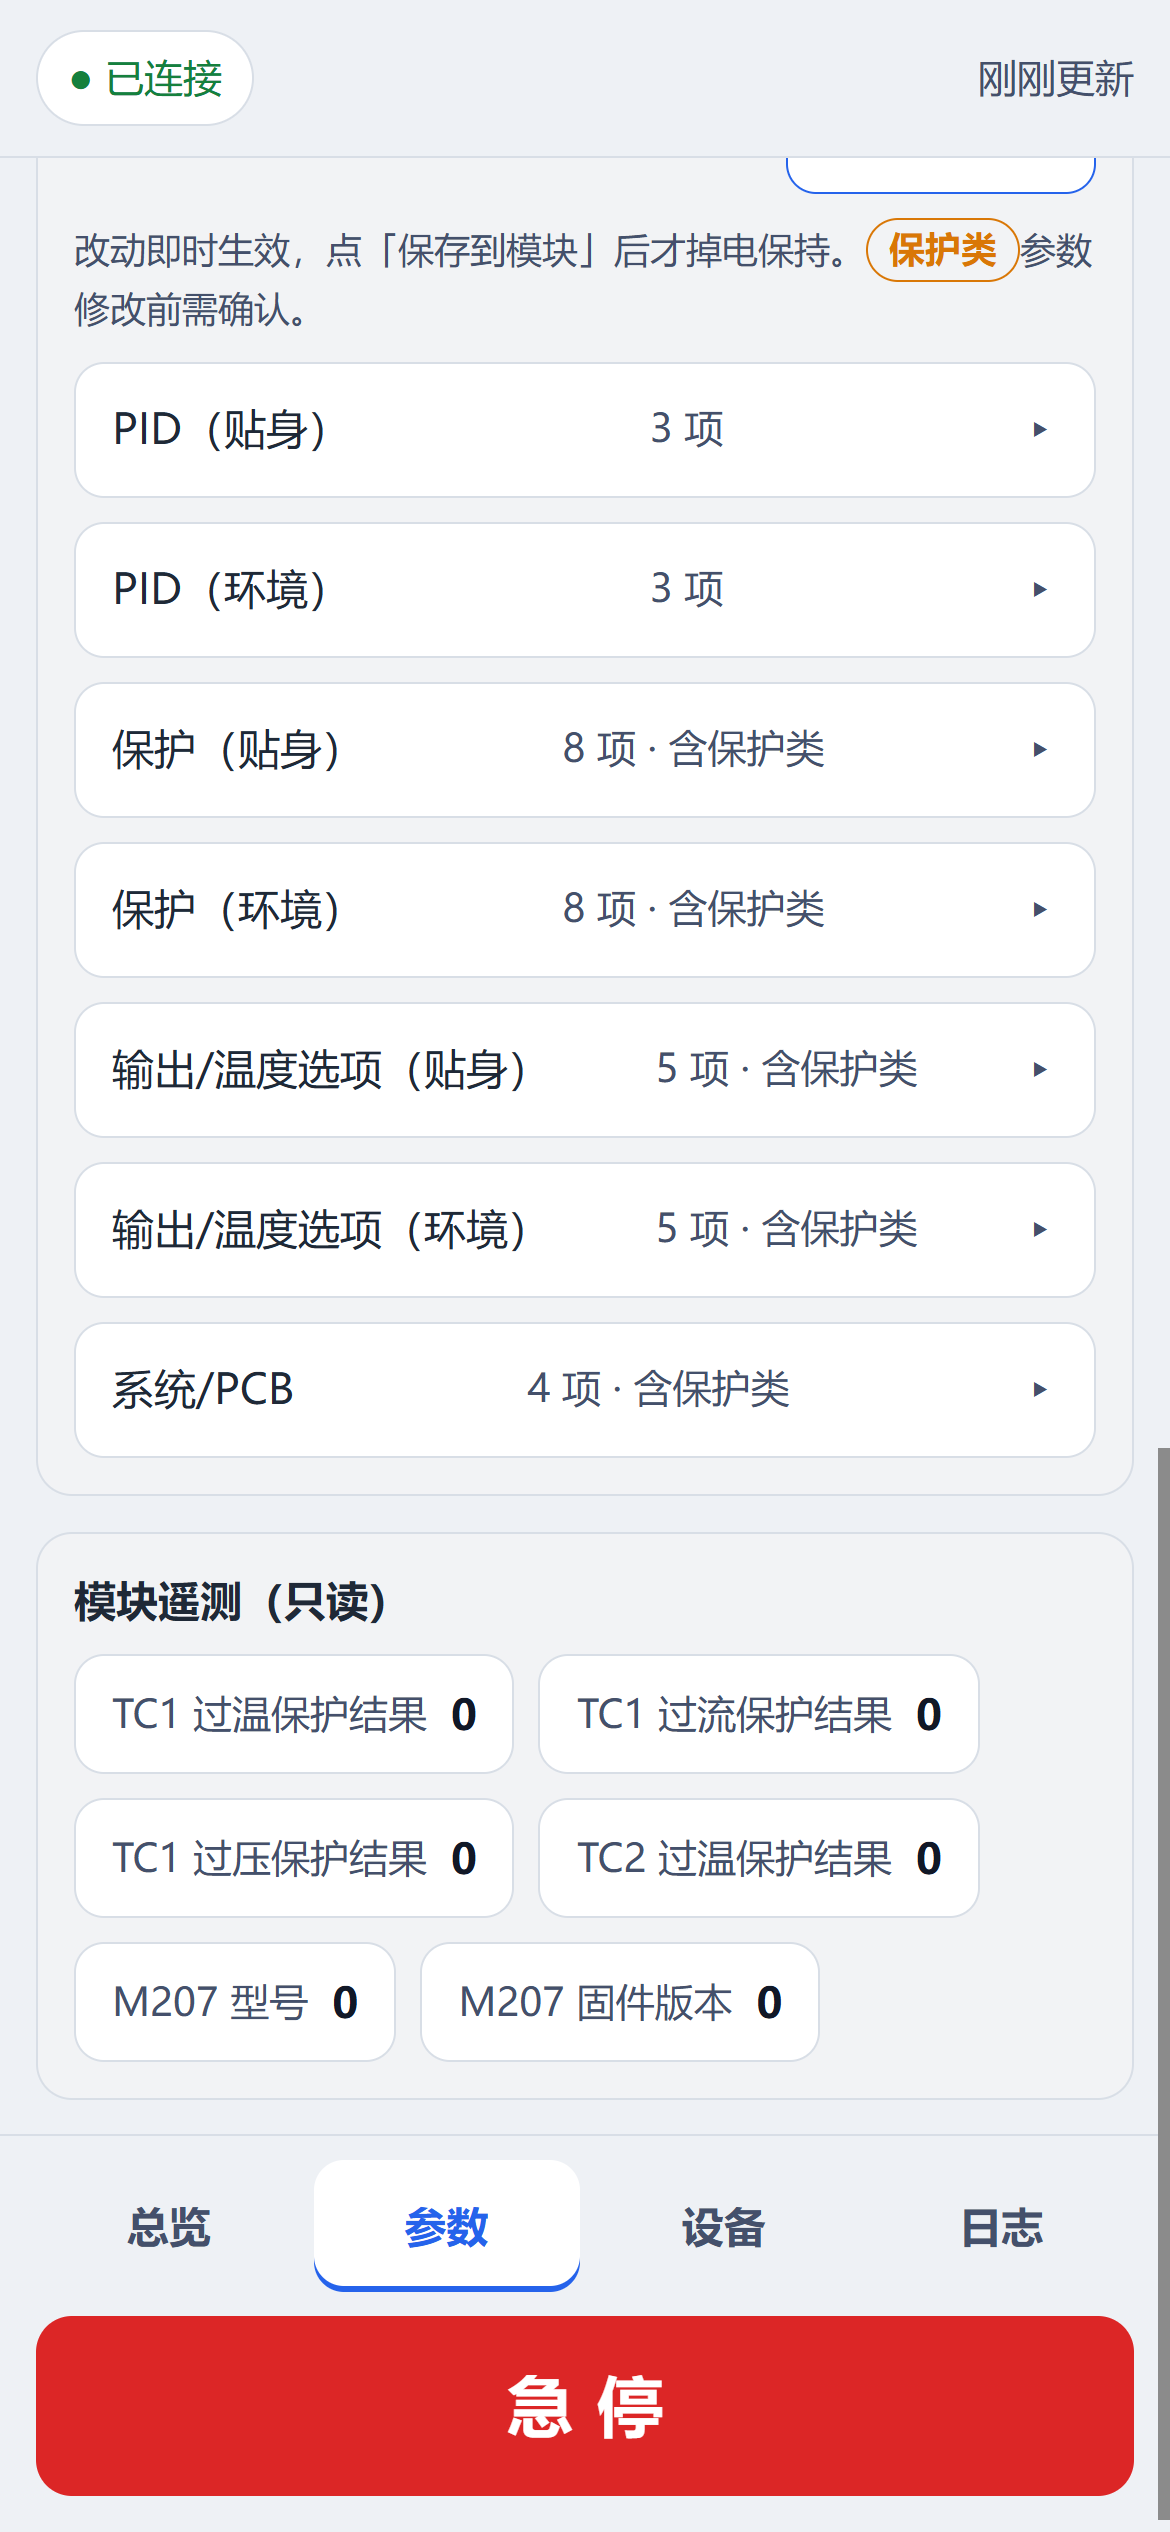 已连接
刚刚更新
改动即时生效，点「保存到模块」后才掉电保持。保护类参数
修改前需确认。
PID（贴身） 3 项
PID（环境） 3 项
保护（贴身） 8 项 · 含保护类
保护（环境） 8 项 · 含保护类
输出/温度选项（贴身） 5 项 · 含保护类
输出/温度选项（环境） 5 项 · 含保护类
系统/PCB 4 项 · 含保护类
模块遥测（只读）
TC1 过温保护结果 0 TC1 过流保护结果 0
TC1 过压保护结果 0 TC2 过温保护结果 0
M207 型号 0 M207 固件版本 0
总览 参数 设备 日志
急 停